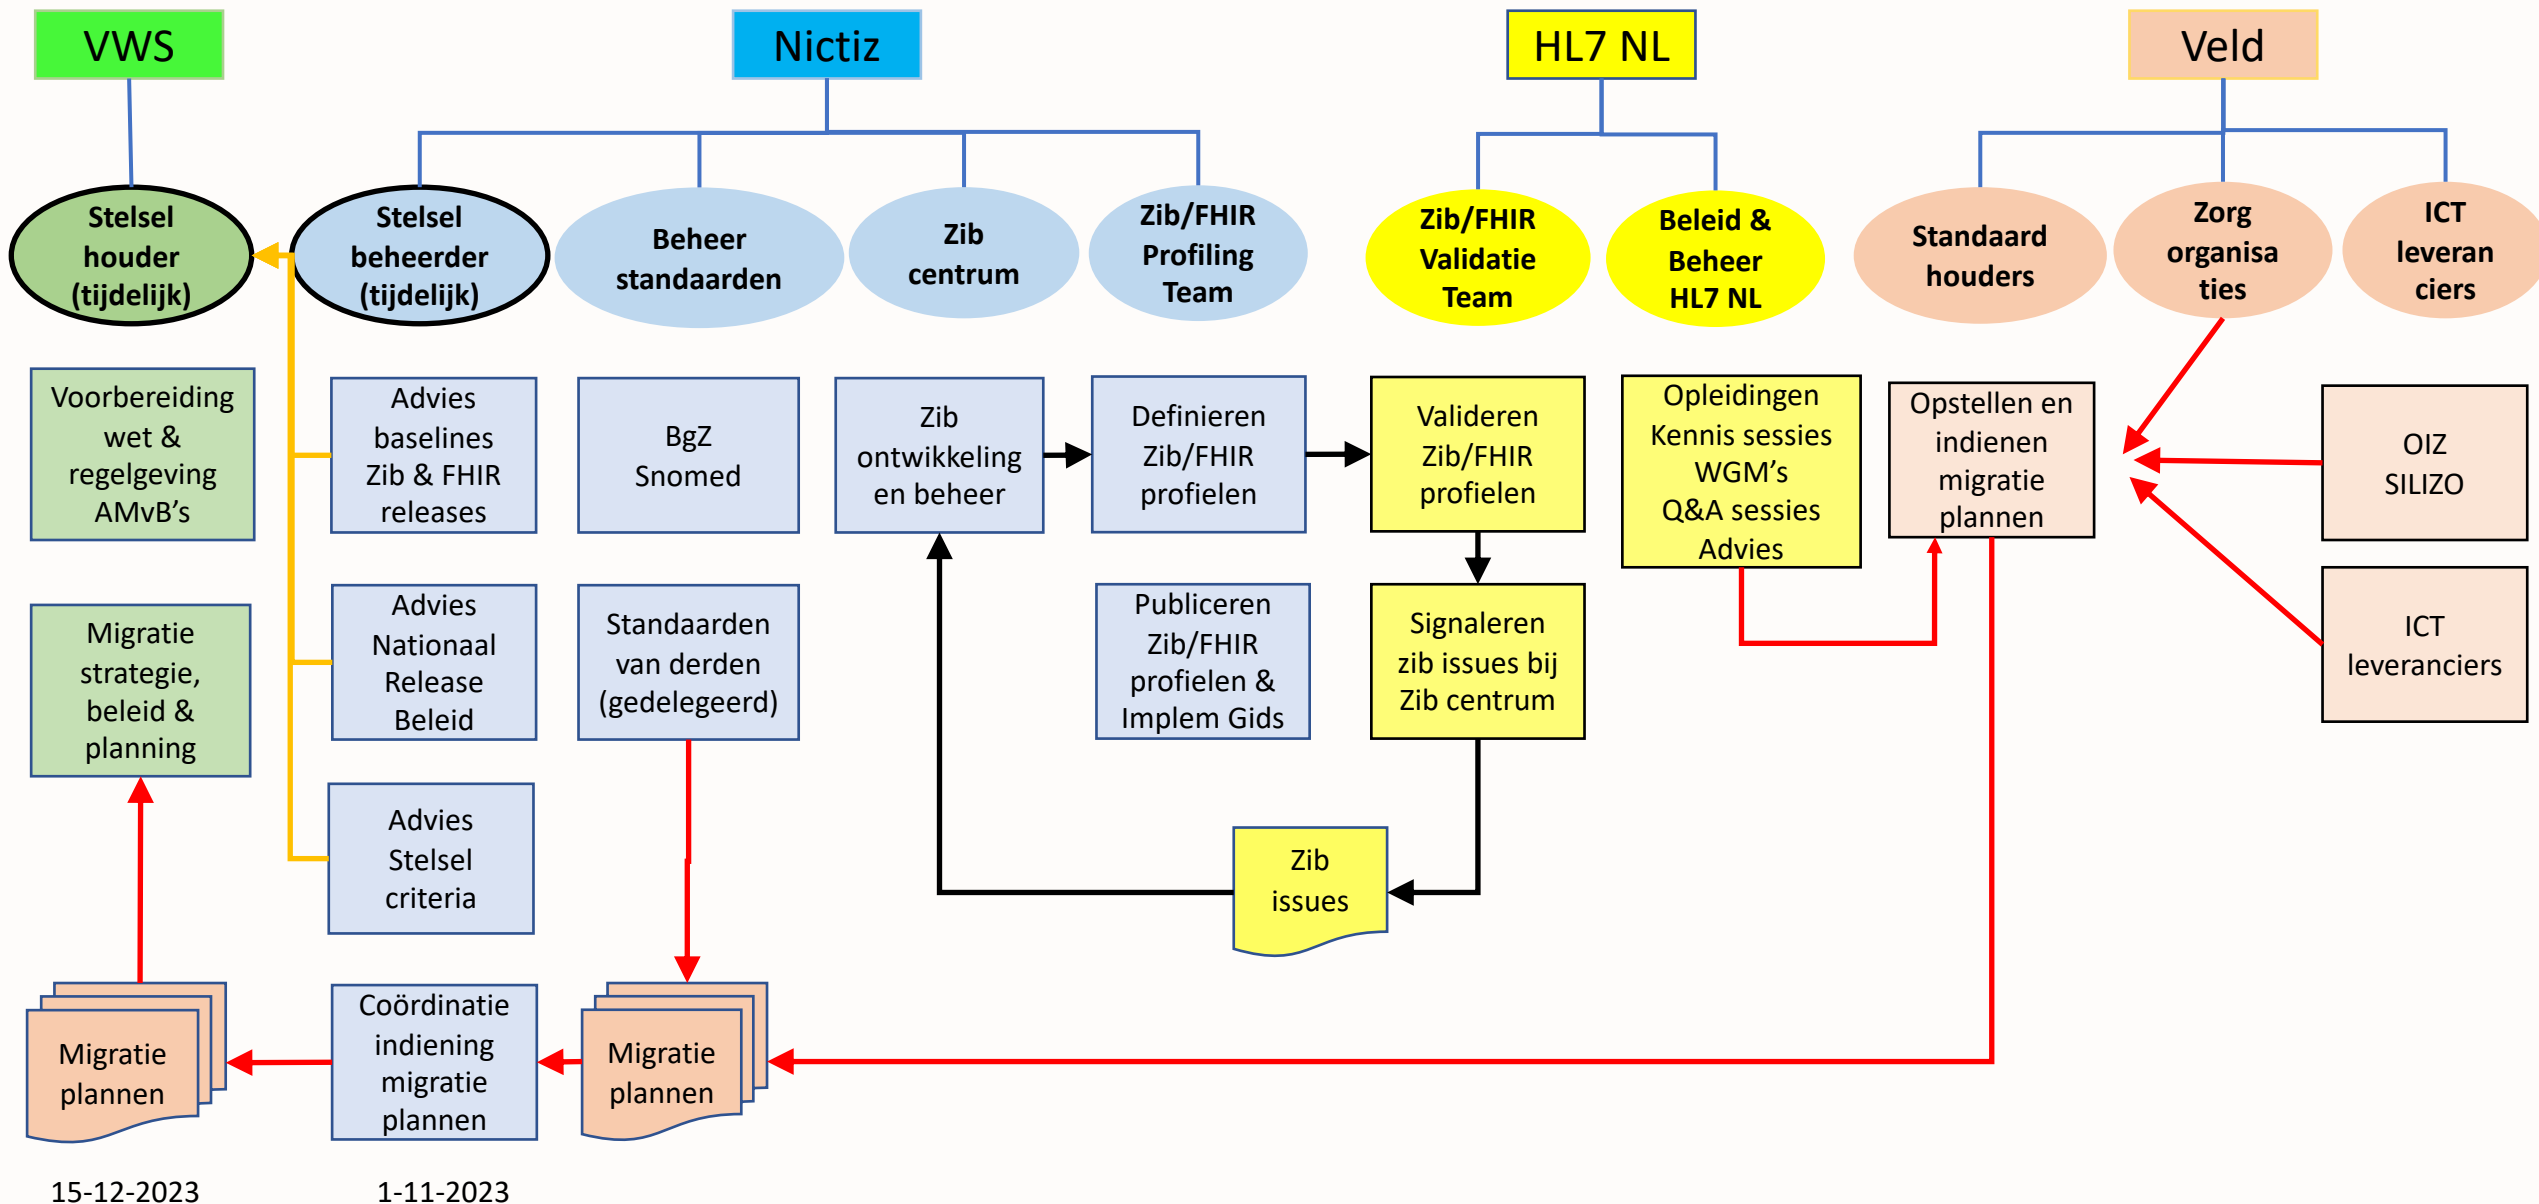 VWS
Nictiz
HL7 NL
Veld
Stelsel
houder
(tijdelijk)
Stelsel
beheerder
(tijdelijk)
Beheer
standaarden
Zib
centrum
Zib/FHIR
Profiling
Team
Zib/FHIR
Validatie
Team
Beleid &
Beheer
HL7 NL
Standaard
houders
Zorg
organisa
ties
ICT
leveran
ciers
Voorbereiding
wet &
regelgeving
AMvB's
Advies
baselines
Zib & FHIR
releases
BgZ
Snomed
Zib
ontwikkeling
en beheer
Definieren
Zib/FHIR
profielen
Valideren
Zib/FHIR
profielen
Opleidingen
Kennis sessies
WGM's
Q&A sessies
Advies
Opstellen en
indienen
migratie
plannen
OIZ
SILIZO
Migratie
strategie,
beleid &
planning
Advies
Nationaal
Release
Beleid
Standaarden
van derden
(gedelegeerd)
Publiceren
Zib/FHIR
profielen &
Implem Gids
Signaleren
zib issues bij
Zib centrum
ICT
leveranciers
Advies
Stelsel
criteria
Zib
issues
Migratie
plannen
Coördinatie
indiening
migratie
plannen
Migratie
plannen
15-12-2023
1-11-2023